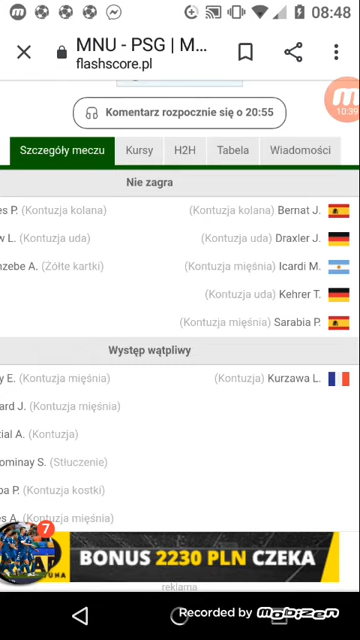 08:48
MNU - PSG | M...
flashscore.pl
Komentarz rozpocznie się o 20:55
10:39
Szczegóły meczu Kursy H2H Tabela Wiadomości
Nie zagra
es P. (Kontuzja kolana) (Kontuzja kolana) Bernat J.
w L. (Kontuzja uda) (Kontuzja uda) Draxler J.
nzebe A. (Żółte kartki) (Kontuzja mięśnia) Icardi M.
(Kontuzja uda) Kehrer T.
(Kontuzja mięśnia) Sarabia P.
Występ wątpliwy
y E. (Kontuzja mięśnia) (Kontuzja) Kurzawa L.
ard J. (Kontuzja mięśnia)
tial A. (Kontuzja)
ominay S. (Stłuczenie)
ba P. (Kontuzja kostki)
es A. (Kontuzja mięśnia)
7
BONUS 2230 PLN CZEKA
reklama
Recorded by mobizen